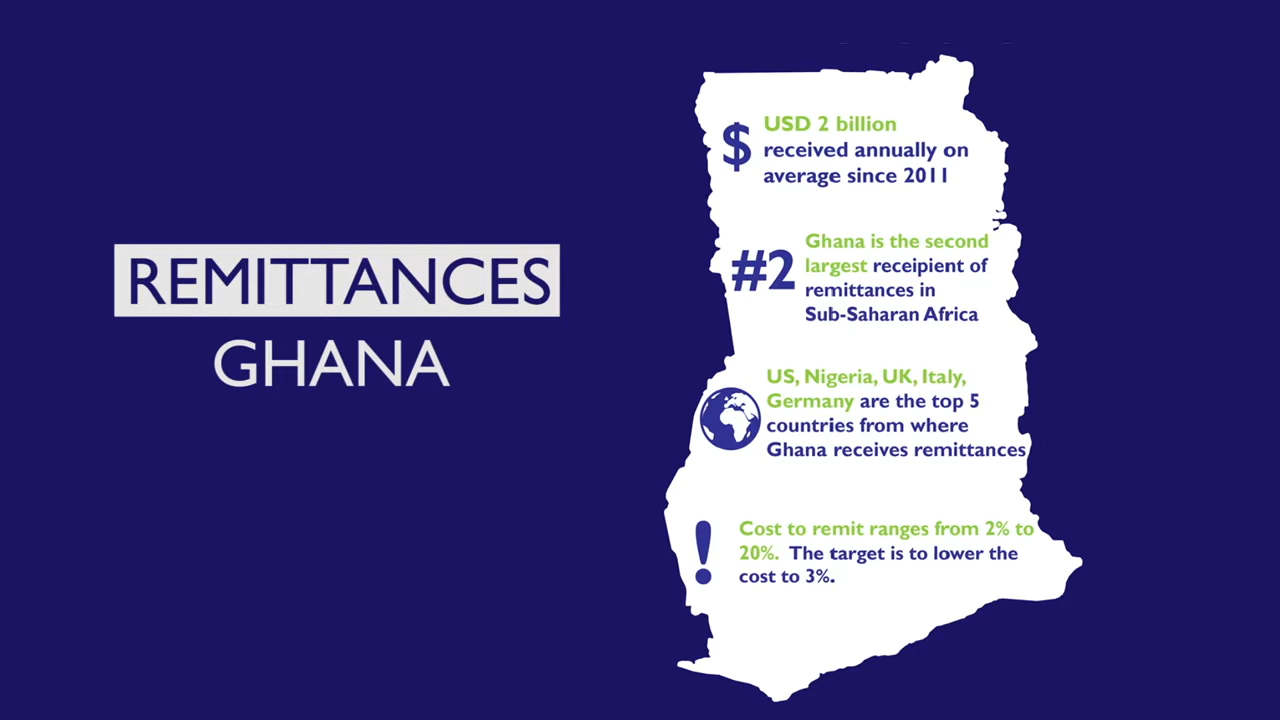 REMITTANCES
GHANA
$
USD 2 billion
received annually on
average since 2011
#2
Ghana is the second
largest receipient of
remittances in
Sub-Saharan Africa
US, Nigeria, UK, Italy,
Germany are the top 5
countries from where
Ghana receives remittances
!
Cost to remit ranges from 2% to
20%. The target is to lower the
cost to 3%.